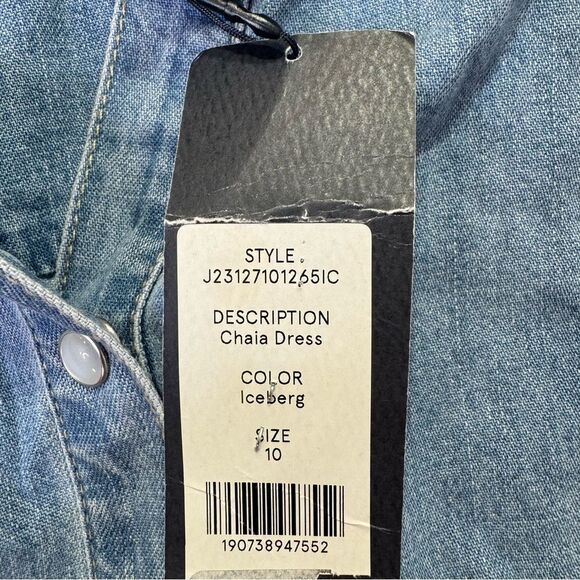 STYLE
J23127101265IC
DESCRIPTION
Chaia Dress
COLOR
Iceberg
SIZE
10
190738947552